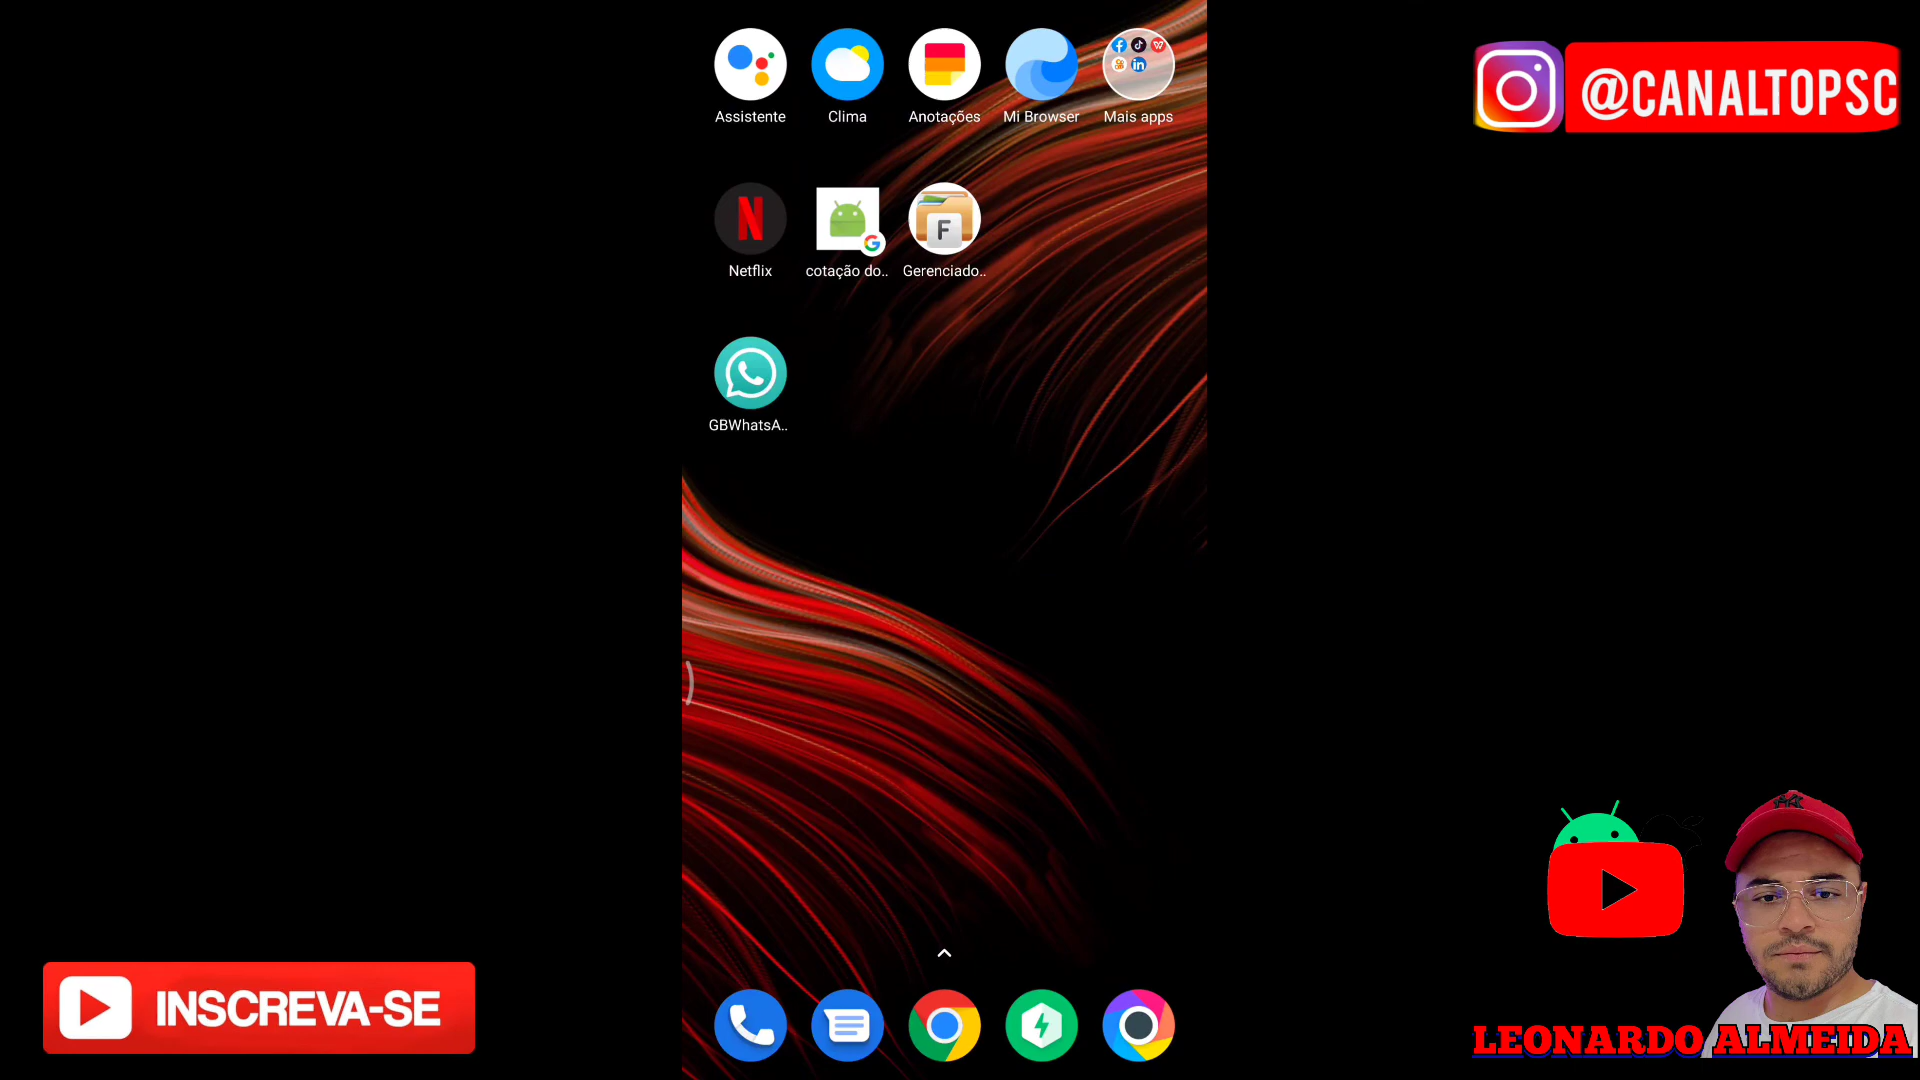 @CANALTOPSC
Assistente
Clima
Anotações
Mi Browser
Mais apps
Netflix
cotação do..
Gerenciado..
GBWhatsA..
INSCREVA-SE
LEONARDO ALMEIDA